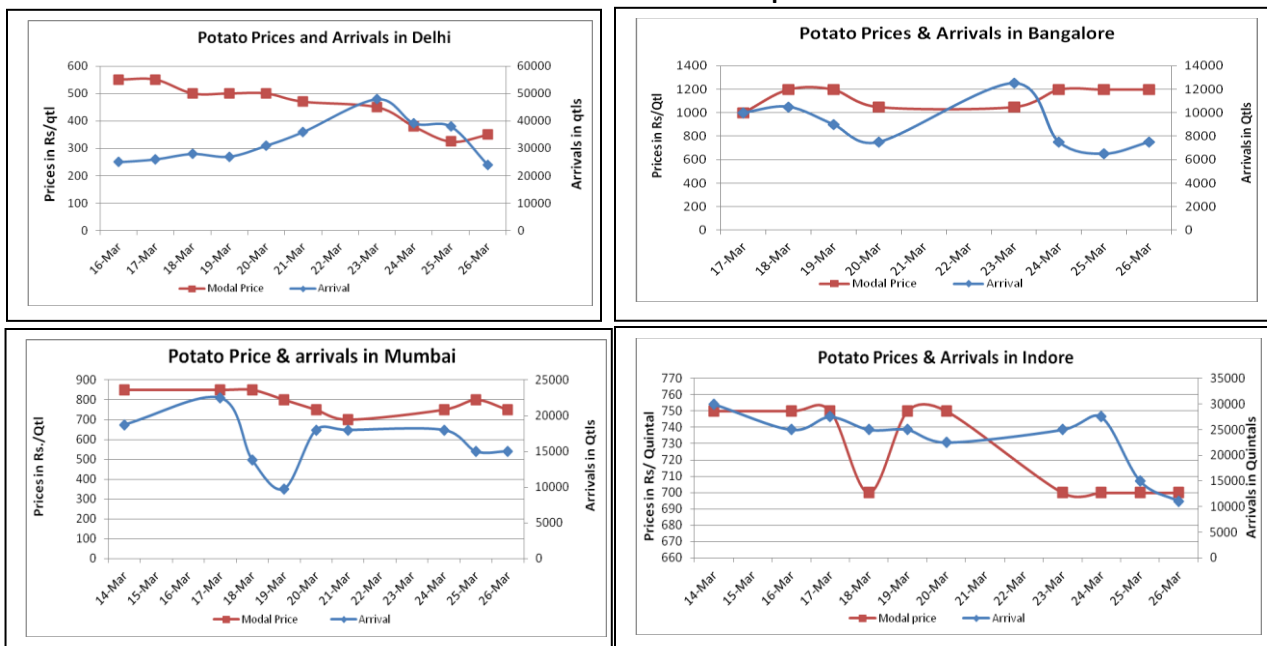 Potato Prices and Arrivals in Delhi
Prices in Rs/qtl
600
500
400
300
200
100
0
60000
50000
40000
30000
20000
10000
0
Arrivals in qtls
16-Mar
17-Mar
18-Mar
19-Mar
20-Mar
21-Mar
22-Mar
23-Mar
24-Mar
25-Mar
26-Mar
Modal Price
Arrival
Potato Prices & Arrivals in Bangalore
Prices in Rs/Qtl
1400
1200
1000
800
600
400
200
0
14000
12000
10000
8000
6000
4000
2000
0
Arrivals in Qtls
17-Mar
18-Mar
19-Mar
20-Mar
21-Mar
22-Mar
23-Mar
24-Mar
25-Mar
26-Mar
Modal Price
Arrival
Potato Price & arrivals in Mumbai
Prices in Rs./Qtl
900
800
700
600
500
400
300
200
100
0
25000
20000
15000
10000
5000
0
Arrivals in Qtls
14-Mar
15-Mar
16-Mar
17-Mar
18-Mar
19-Mar
20-Mar
21-Mar
22-Mar
23-Mar
24-Mar
25-Mar
26-Mar
Modal Price
Arrival
Potato Prices & Arrivals in Indore
Prices in Rs/ Quintal
770
760
750
740
730
720
710
700
690
680
670
660
35000
30000
25000
20000
15000
10000
5000
0
Arrivals in Quintals
14-Mar
15-Mar
16-Mar
17-Mar
18-Mar
19-Mar
20-Mar
21-Mar
22-Mar
23-Mar
24-Mar
25-Mar
26-Mar
Modal price
Arrival